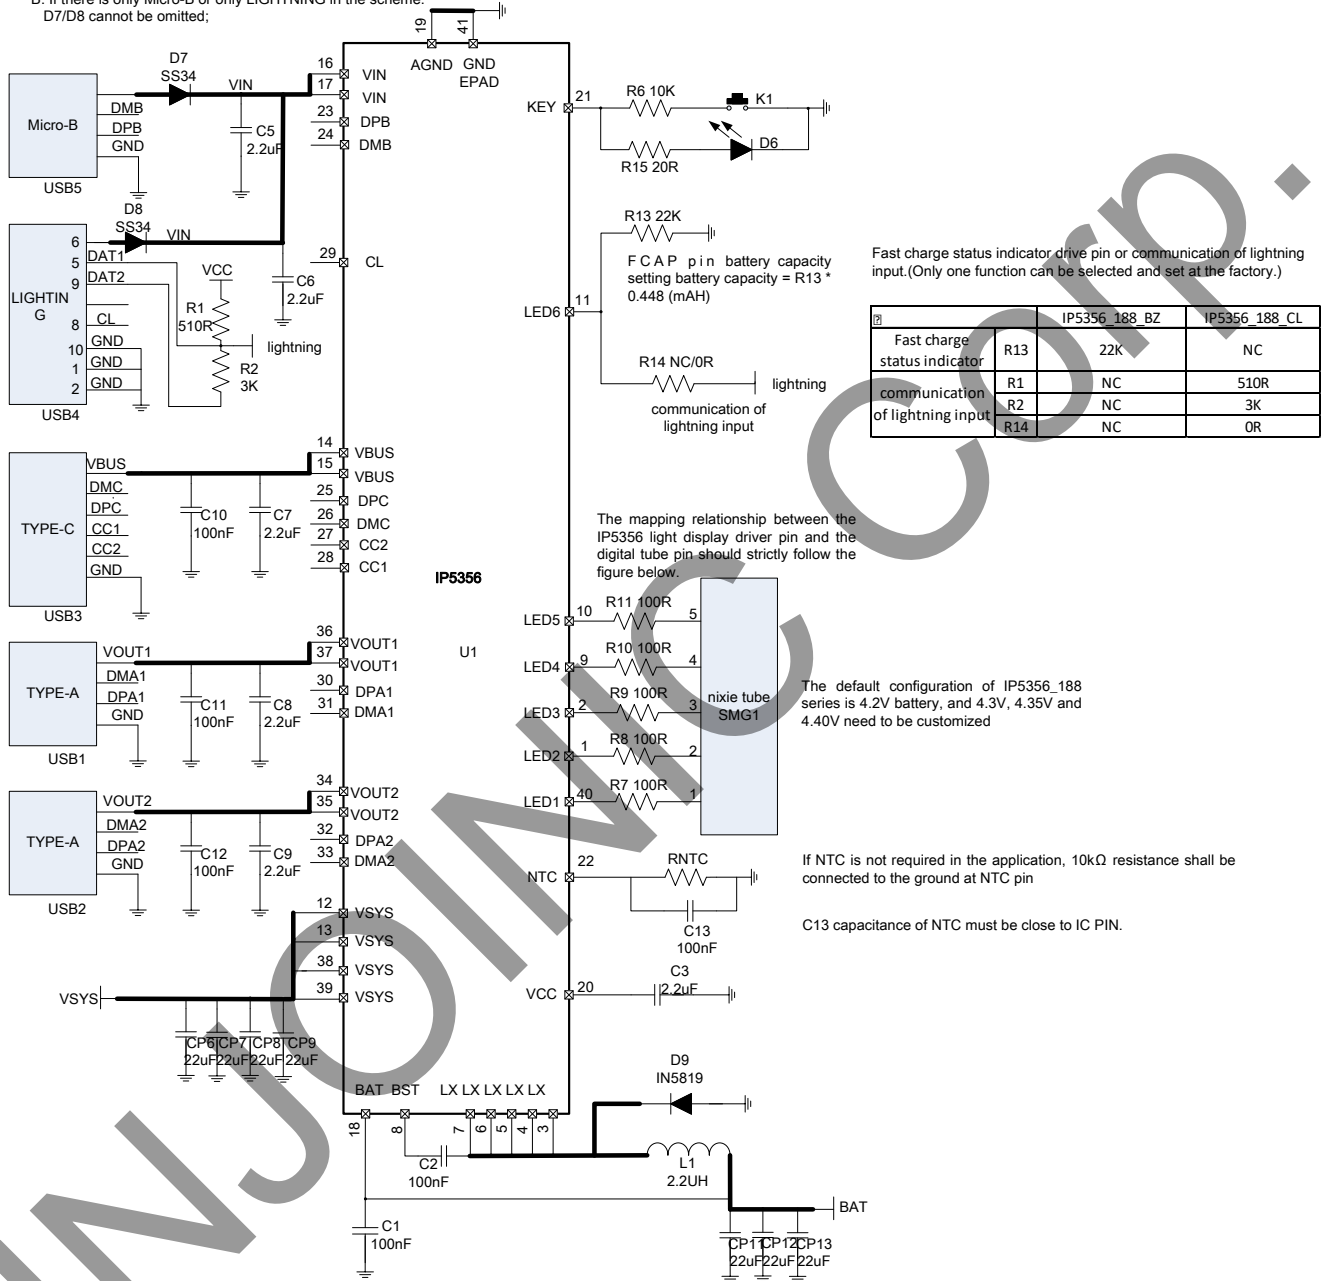 B: If there is only Micro-B or only LIGHTNING in the scheme.
D7/D8 cannot be omitted;
19
41
AGND
GND
EPAD
D7
SS34
VIN
16
VIN
17
VIN
23
DPB
24
DMB
Micro-B
DMB
DPB
GND
USB5
C5
2.2uF
D8
SS34
VIN
LIGHTIN
G
6
5
DAT1
9
DAT2
8
CL
10
GND
1
GND
2
GND
USB4
VCC
R1
510R
lightning
R2
3K
C6
2.2uF
29
CL
KEY
21
R6 10K
K1
R15 20R
D6
R13 22K
FCAP pin battery capacity
setting battery capacity = R13 *
0.448 (mAH)
LED6
11
R14 NC/0R
lightning
communication of
lightning input
Fast charge status indicator drive pin or communication of lightning
input.(Only one function can be selected and set at the factory.)
IP5356_188_BZ IP5356_188_CL
Fast charge
status indicator
R13 22K NC
communication
of lightning input
R1 NC 510R
R2 NC 3K
R14 NC 0R
TYPE-C
VBUS
DMC
DPC
CC1
CC2
GND
USB3
C10
100nF
C7
2.2uF
14
VBUS
15
VBUS
25
DPC
26
DMC
27
CC2
28
CC1
IP5356
U1
The mapping relationship between the
IP5356 light display driver pin and the
digital tube pin should strictly follow the
figure below.
LED5
10
R11 100R
5
LED4
9
R10 100R
4
LED3
2
R9 100R
3
LED2
1
R8 100R
2
LED1
40
R7 100R
1
nixie tube
SMG1
The default configuration of IP5356_188
series is 4.2V battery, and 4.3V, 4.35V and
4.40V need to be customized
TYPE-A
VOUT1
DMA1
DPA1
GND
USB1
C11
100nF
C8
2.2uF
36
VOUT1
37
VOUT1
30
DPA1
31
DMA1
TYPE-A
VOUT2
DMA2
DPA2
GND
USB2
C12
100nF
C9
2.2uF
34
VOUT2
35
VOUT2
32
DPA2
33
DMA2
NTC
22
RNTC
C13
100nF
If NTC is not required in the application, 10kΩ resistance shall be
connected to the ground at NTC pin
C13 capacitance of NTC must be close to IC PIN.
12
VSYS
13
VSYS
38
VSYS
39
VSYS
VSYS
CP6 CP7 CP8 CP9
22uF 22uF 22uF 22uF
VCC
20
C3
2.2uF
BAT BST LX LX LX LX LX
18
8
7
6
5
4
3
D9
IN5819
C2
100nF
L1
2.2UH
C1
100nF
BAT
CP11 CP12 CP13
22uF 22uF 22uF
INJOINIC Corp.